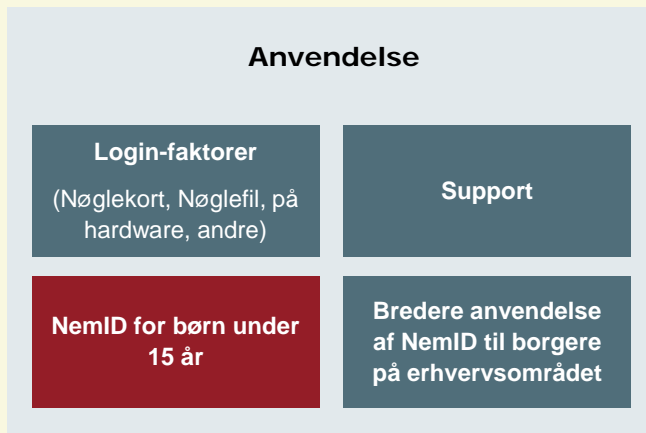 Anvendelse
Login-faktorer
(Nøglekort, Nøglefil, på
hardware, andre)
Support
NemID for børn under
15 år
Bredere anvendelse
af NemID til borgere
på erhvervsområdet